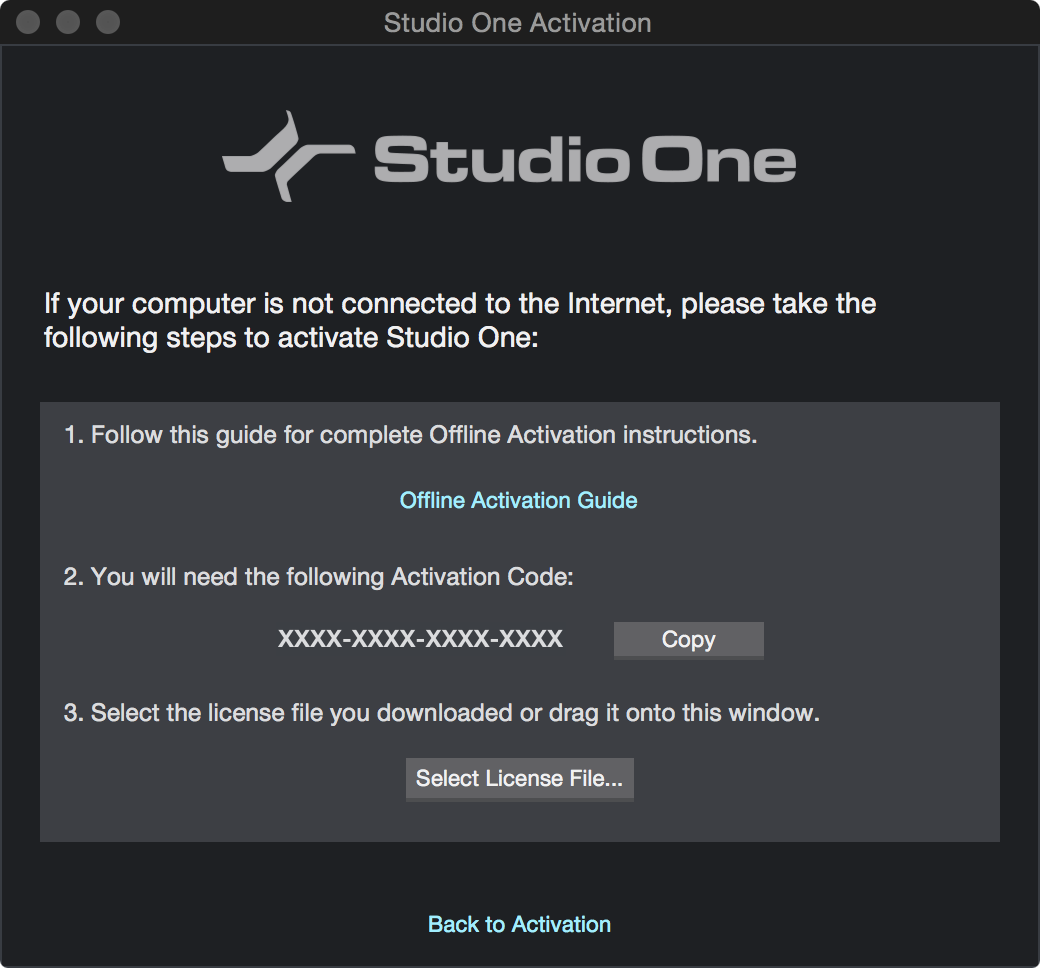 Studio One Activation
Studio One
If your computer is not connected to the Internet, please take the
following steps to activate Studio One:
1. Follow this guide for complete Offline Activation instructions.
Offline Activation Guide
2. You will need the following Activation Code:
XXXX-XXXX-XXXX-XXXX
Copy
3. Select the license file you downloaded or drag it onto this window.
Select License File...
Back to Activation